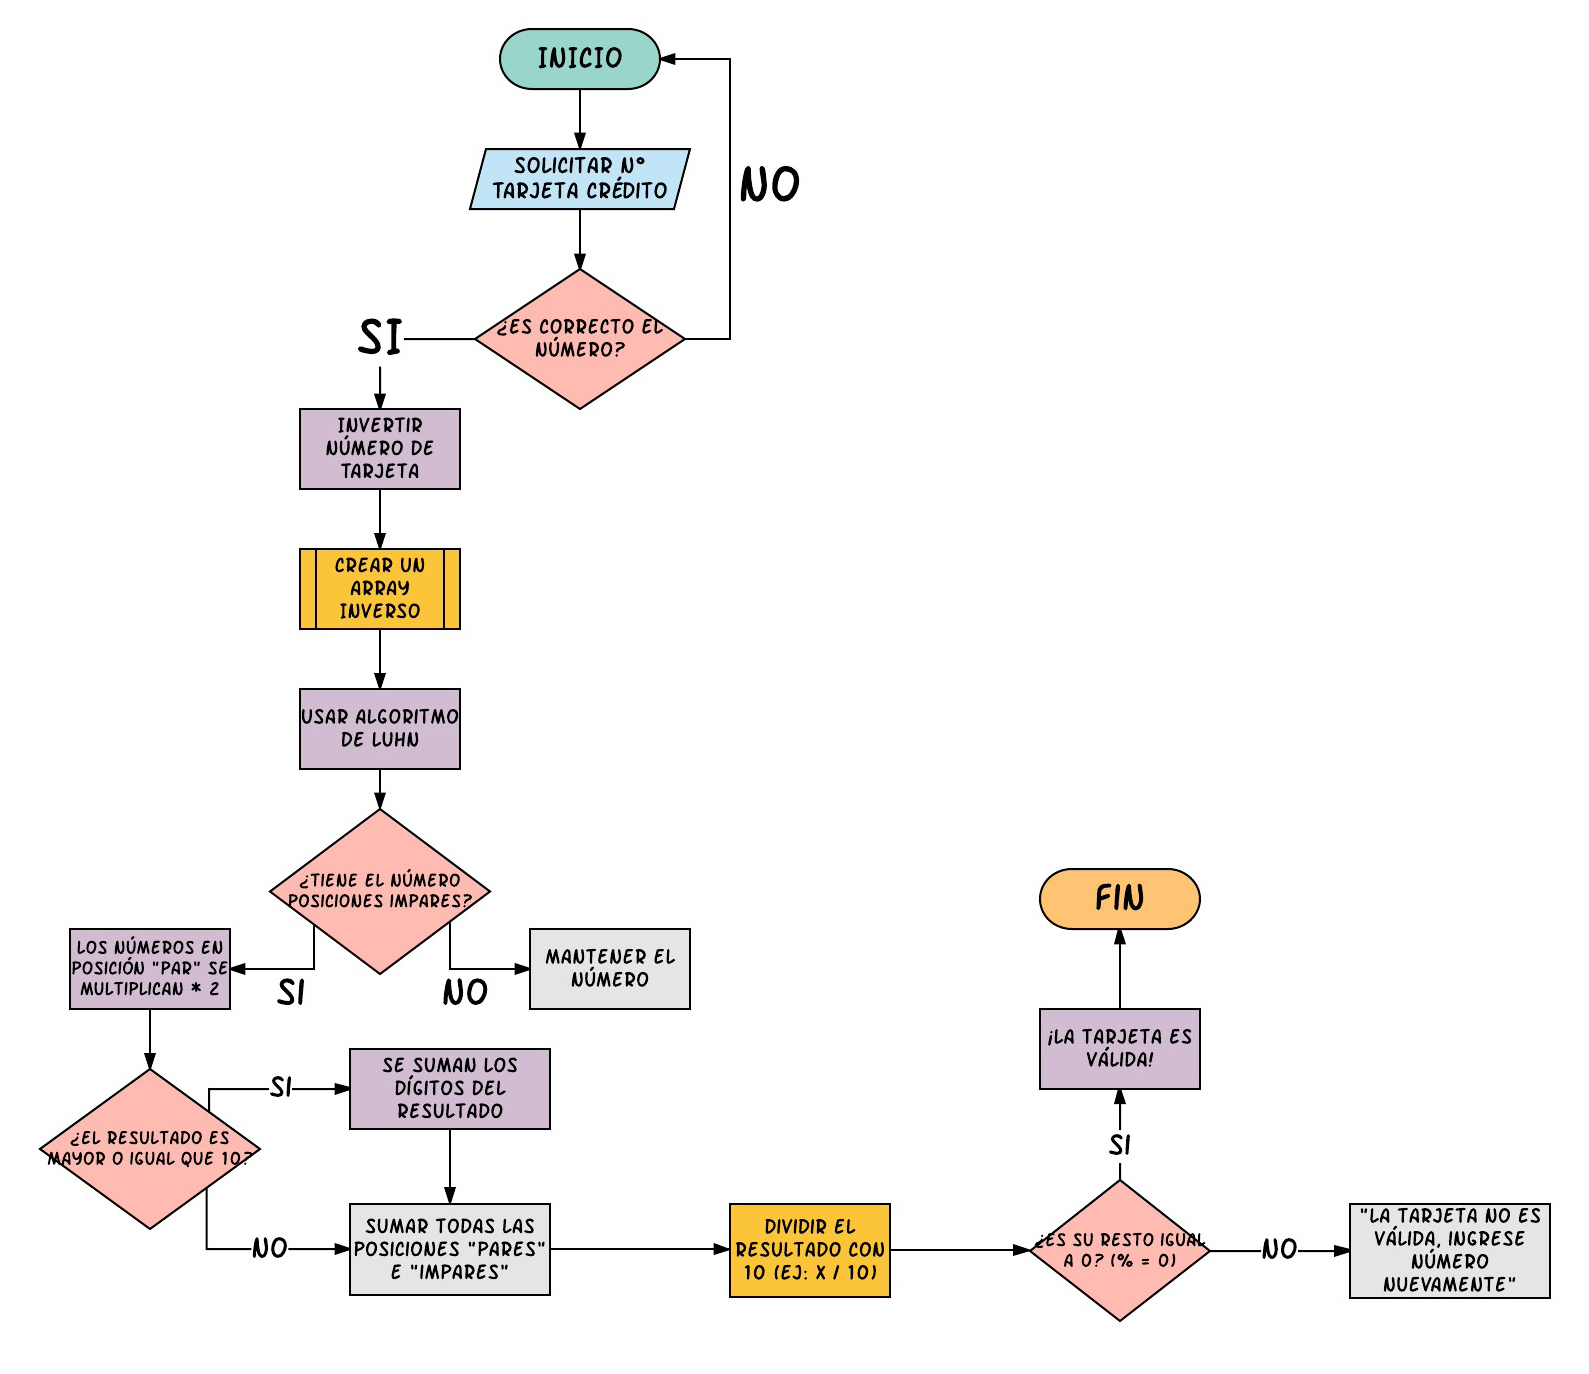 INICIO
SOLICITAR N°
TARJETA CRÉDITO
NO
¿ES CORRECTO EL
NÚMERO?
SI
INVERTIR
NÚMERO DE
TARJETA
CREAR UN
ARRAY
INVERSO
USAR ALGORITMO
DE LUHN
¿TIENE EL NÚMERO
POSICIONES IMPARES?
SI
NO
LOS NÚMEROS EN
POSICIÓN "PAR" SE
MULTIPLICAN * 2
MANTENER EL
NÚMERO
¿EL RESULTADO ES
MAYOR O IGUAL QUE 10?
SI
SE SUMAN LOS
DÍGITOS DEL
RESULTADO
NO
SUMAR TODAS LAS
POSICIONES "PARES"
E "IMPARES"
DIVIDIR EL
RESULTADO CON
10 (EJ: X / 10)
¿ES SU RESTO IGUAL
A 0? (% = 0)
SI
¡LA TARJETA ES
VÁLIDA!
FIN
NO
"LA TARJETA NO ES
VÁLIDA, INGRESE
NÚMERO
NUEVAMENTE"